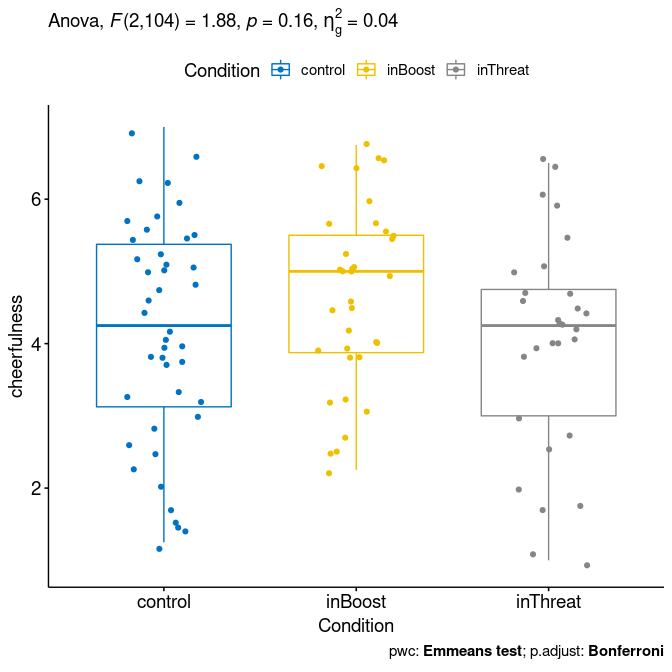 Anova, F(2,104) = 1.88, p = 0.16, η²g = 0.04
Condition control inBoost inThreat
cheerfulness
6
4
2
control inBoost inThreat
Condition
pwc: Emmeans test; p.adjust: Bonferroni